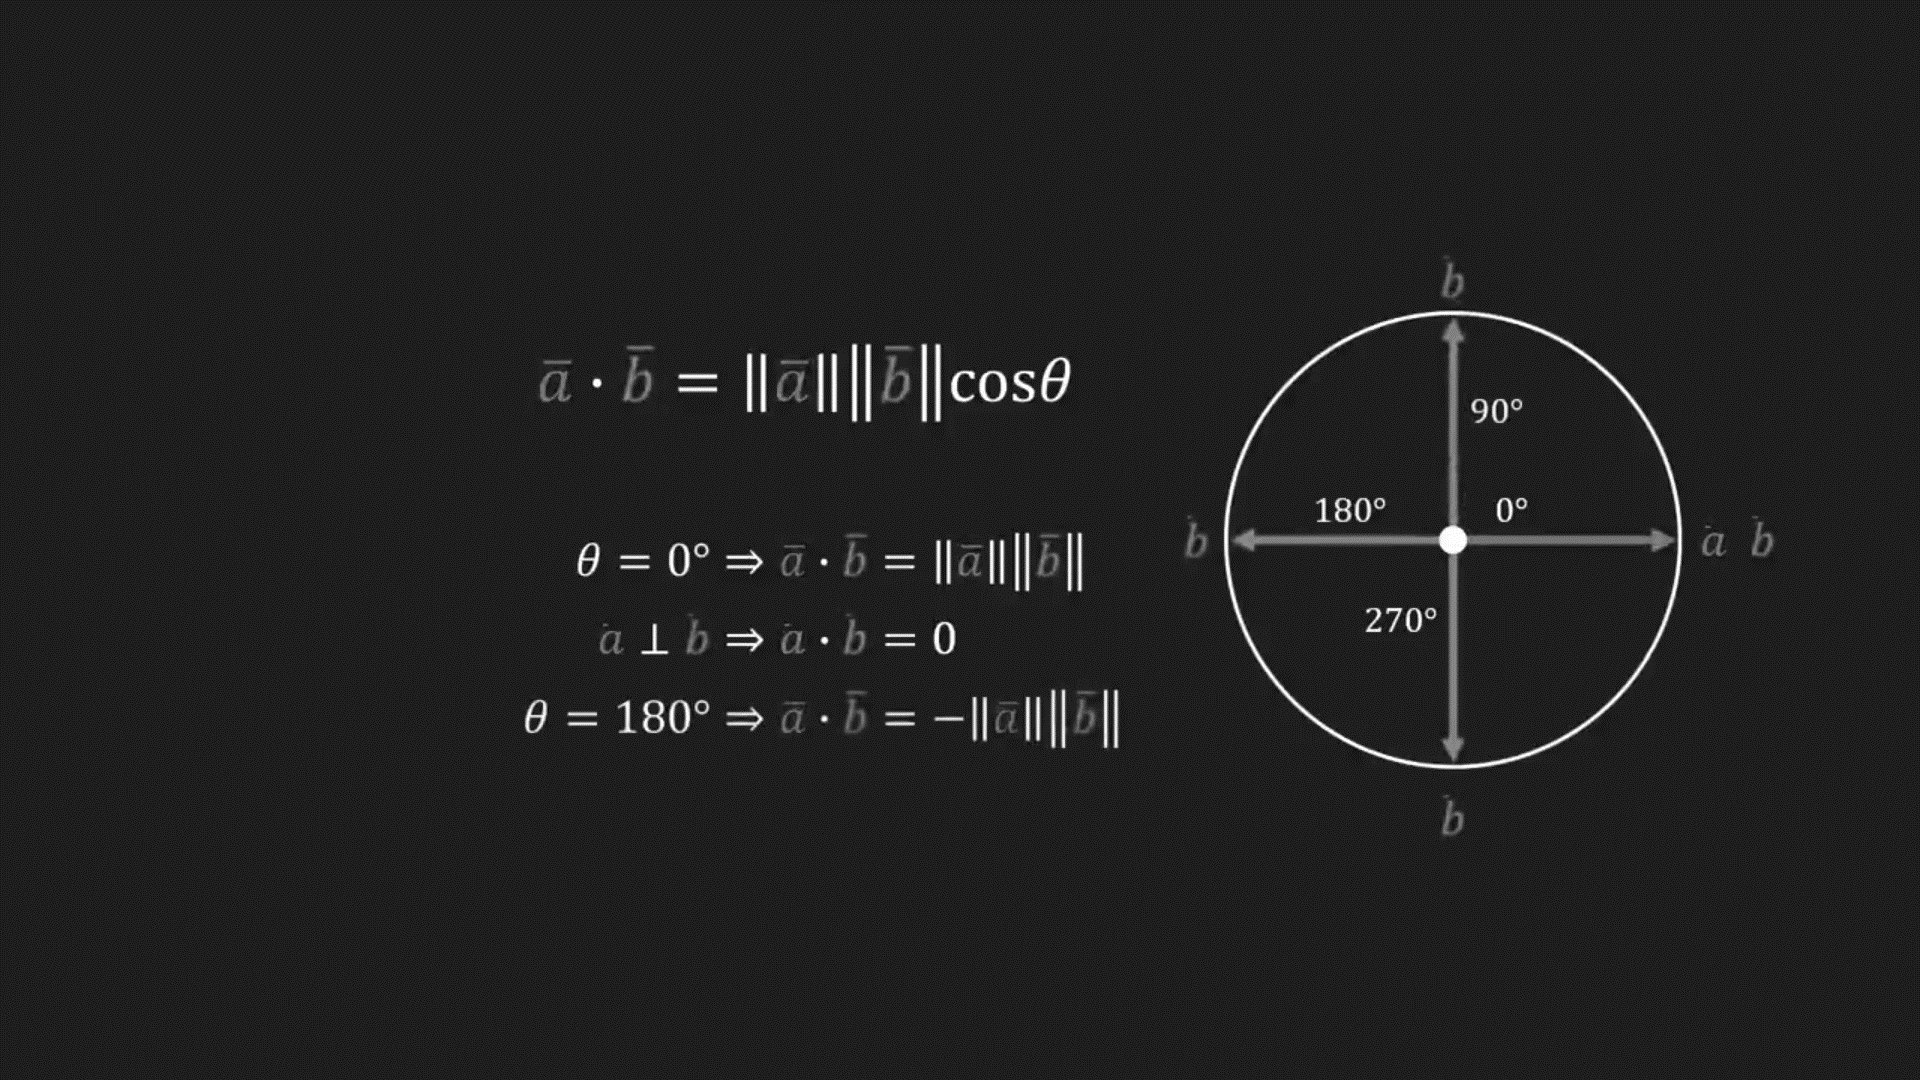 a̅ · b̅ = ‖a̅‖‖b̅‖cosθ
θ = 0° ⇒ a̅ · b̅ = ‖a̅‖‖b̅‖
a̅ ⊥ b̅ ⇒ a̅ · b̅ = 0
θ = 180° ⇒ a̅ · b̅ = −‖a̅‖‖b̅‖
b̅
90°
180° 0°
b̅ a̅ b̅
270°
b̅